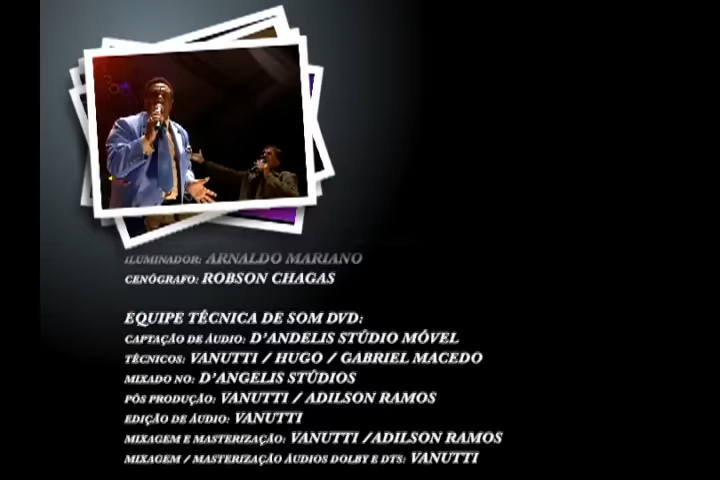 ILUMINADOR: ARNALDO MARIANO
CENÓGRAFO: ROBSON CHAGAS
EQUIPE TÉCNICA DE SOM DVD:
CAPTAÇÃO DE ÁUDIO: D'ANDELIS STÚDIO MÓVEL
TÉCNICOS: VANUTTI / HUGO / GABRIEL MACEDO
MIXADO NO: D'ANGELIS STÚDIOS
PÓS PRODUÇÃO: VANUTTI / ADILSON RAMOS
EDIÇÃO DE ÁUDIO: VANUTTI
MIXAGEM E MASTERIZAÇÃO: VANUTTI /ADILSON RAMOS
MIXAGEM / MASTERIZAÇÃO ÁUDIOS DOLBY E DTS: VANUTTI